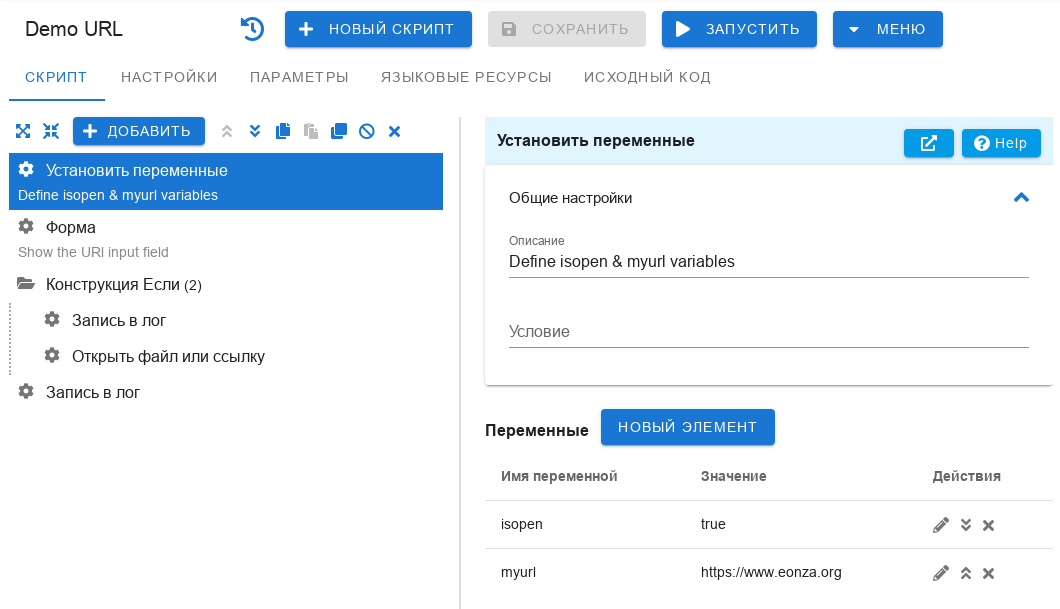 Demo URL
НОВЫЙ СКРИПТ
СОХРАНИТЬ
ЗАПУСТИТЬ
МЕНЮ
СКРИПТ
НАСТРОЙКИ
ПАРАМЕТРЫ
ЯЗЫКОВЫЕ РЕСУРСЫ
ИСХОДНЫЙ КОД
ДОБАВИТЬ
Установить переменные
Define isopen & myurl variables
Форма
Show the URl input field
Конструкция Если (2)
Запись в лог
Открыть файл или ссылку
Запись в лог
Установить переменные
Help
Общие настройки
Описание
Define isopen & myurl variables
Условие
Переменные
НОВЫЙ ЭЛЕМЕНТ
Имя переменной Значение Действия
isopen true
myurl https://www.eonza.org